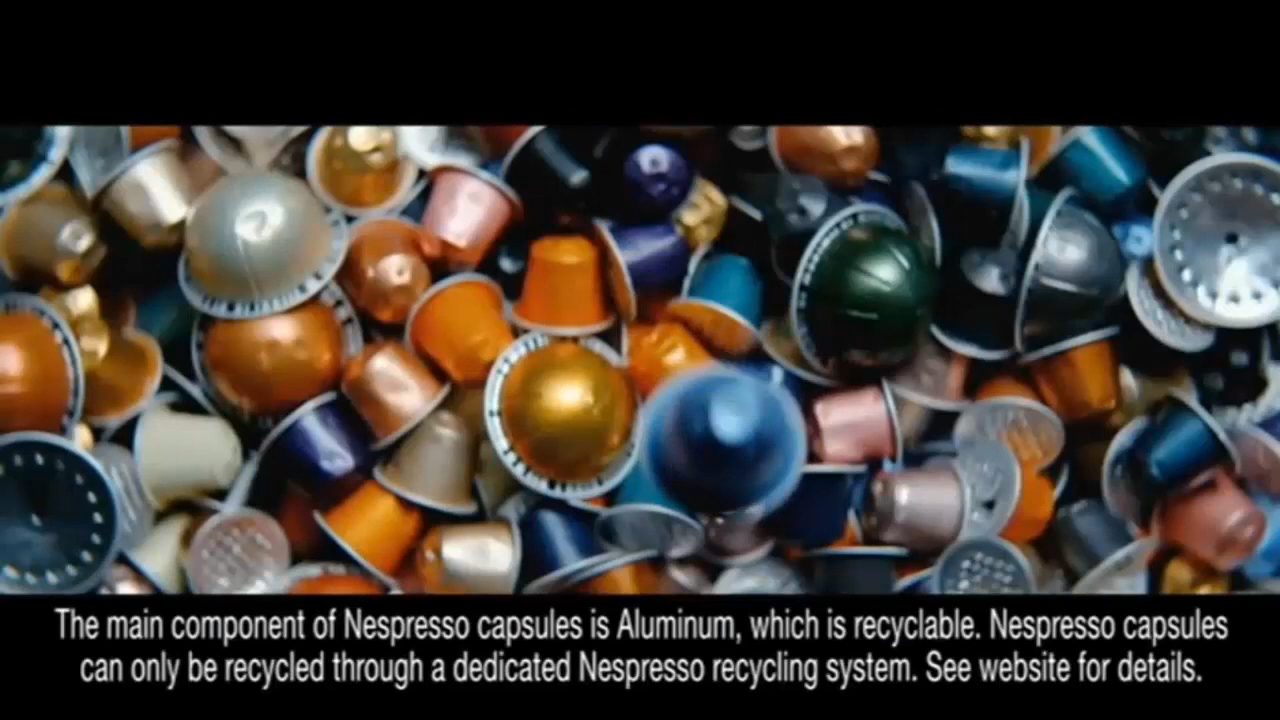 The main component of Nespresso capsules is Aluminum, which is recyclable. Nespresso capsules
can only be recycled through a dedicated Nespresso recycling system. See website for details.